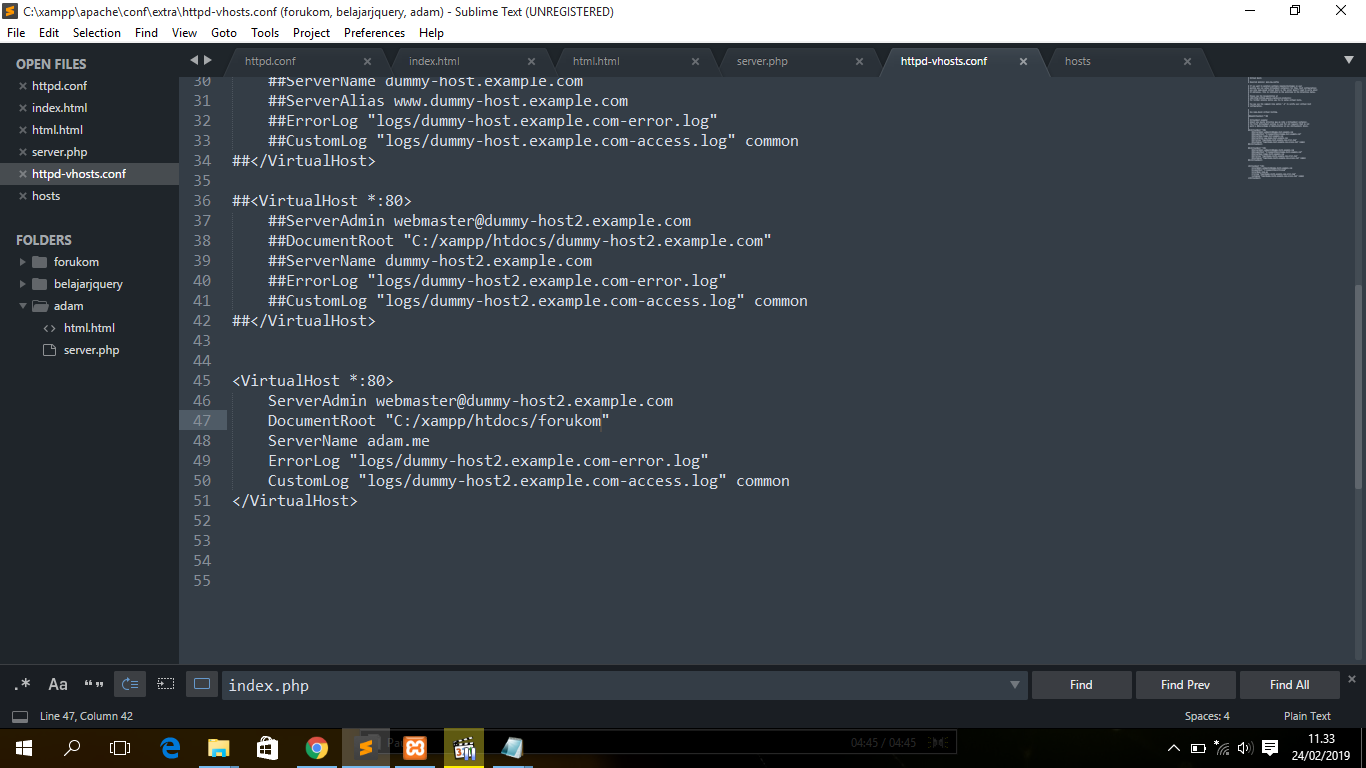 C:\xampp\apache\conf\extra\httpd-vhosts.conf (forukom, belajarjquery, adam) - Sublime Text (UNREGISTERED)
File Edit Selection Find View Goto Tools Project Preferences Help
OPEN FILES
httpd.conf
index.html
html.html
server.php
httpd-vhosts.conf
hosts
FOLDERS
forukom
belajarjquery
adam
html.html
server.php
httpd.conf index.html html.html server.php httpd-vhosts.conf hosts
30 ##ServerName dummy-host.example.com
31 ##ServerAlias www.dummy-host.example.com
32 ##ErrorLog "logs/dummy-host.example.com-error.log"
33 ##CustomLog "logs/dummy-host.example.com-access.log" common
34 ##</VirtualHost>
35
36 ##<VirtualHost *:80>
37 ##ServerAdmin webmaster@dummy-host2.example.com
38 ##DocumentRoot "C:/xampp/htdocs/dummy-host2.example.com"
39 ##ServerName dummy-host2.example.com
40 ##ErrorLog "logs/dummy-host2.example.com-error.log"
41 ##CustomLog "logs/dummy-host2.example.com-access.log" common
42 ##</VirtualHost>
43
44
45 <VirtualHost *:80>
46 ServerAdmin webmaster@dummy-host2.example.com
47 DocumentRoot "C:/xampp/htdocs/forukom"
48 ServerName adam.me
49 ErrorLog "logs/dummy-host2.example.com-error.log"
50 CustomLog "logs/dummy-host2.example.com-access.log" common
51 </VirtualHost>
52
53
54
55
.* Aa “” index.php Find Find Prev Find All
Line 47, Column 42 Spaces: 4 Plain Text
04:45 / 04:45
11.33
24/02/2019